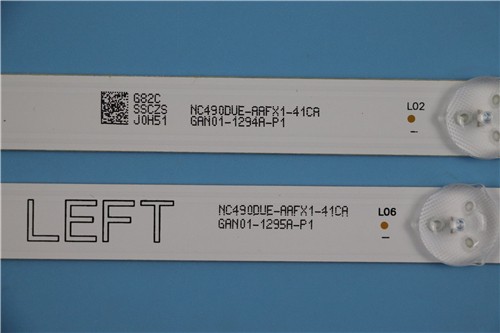 G82C
SSCZS
J0H51
NC490DUE-AAFX1-41CA
GAN01-1294A-P1
L02
LEFT
NC490DUE-AAFX1-41CA
GAN01-1295A-P1
L06